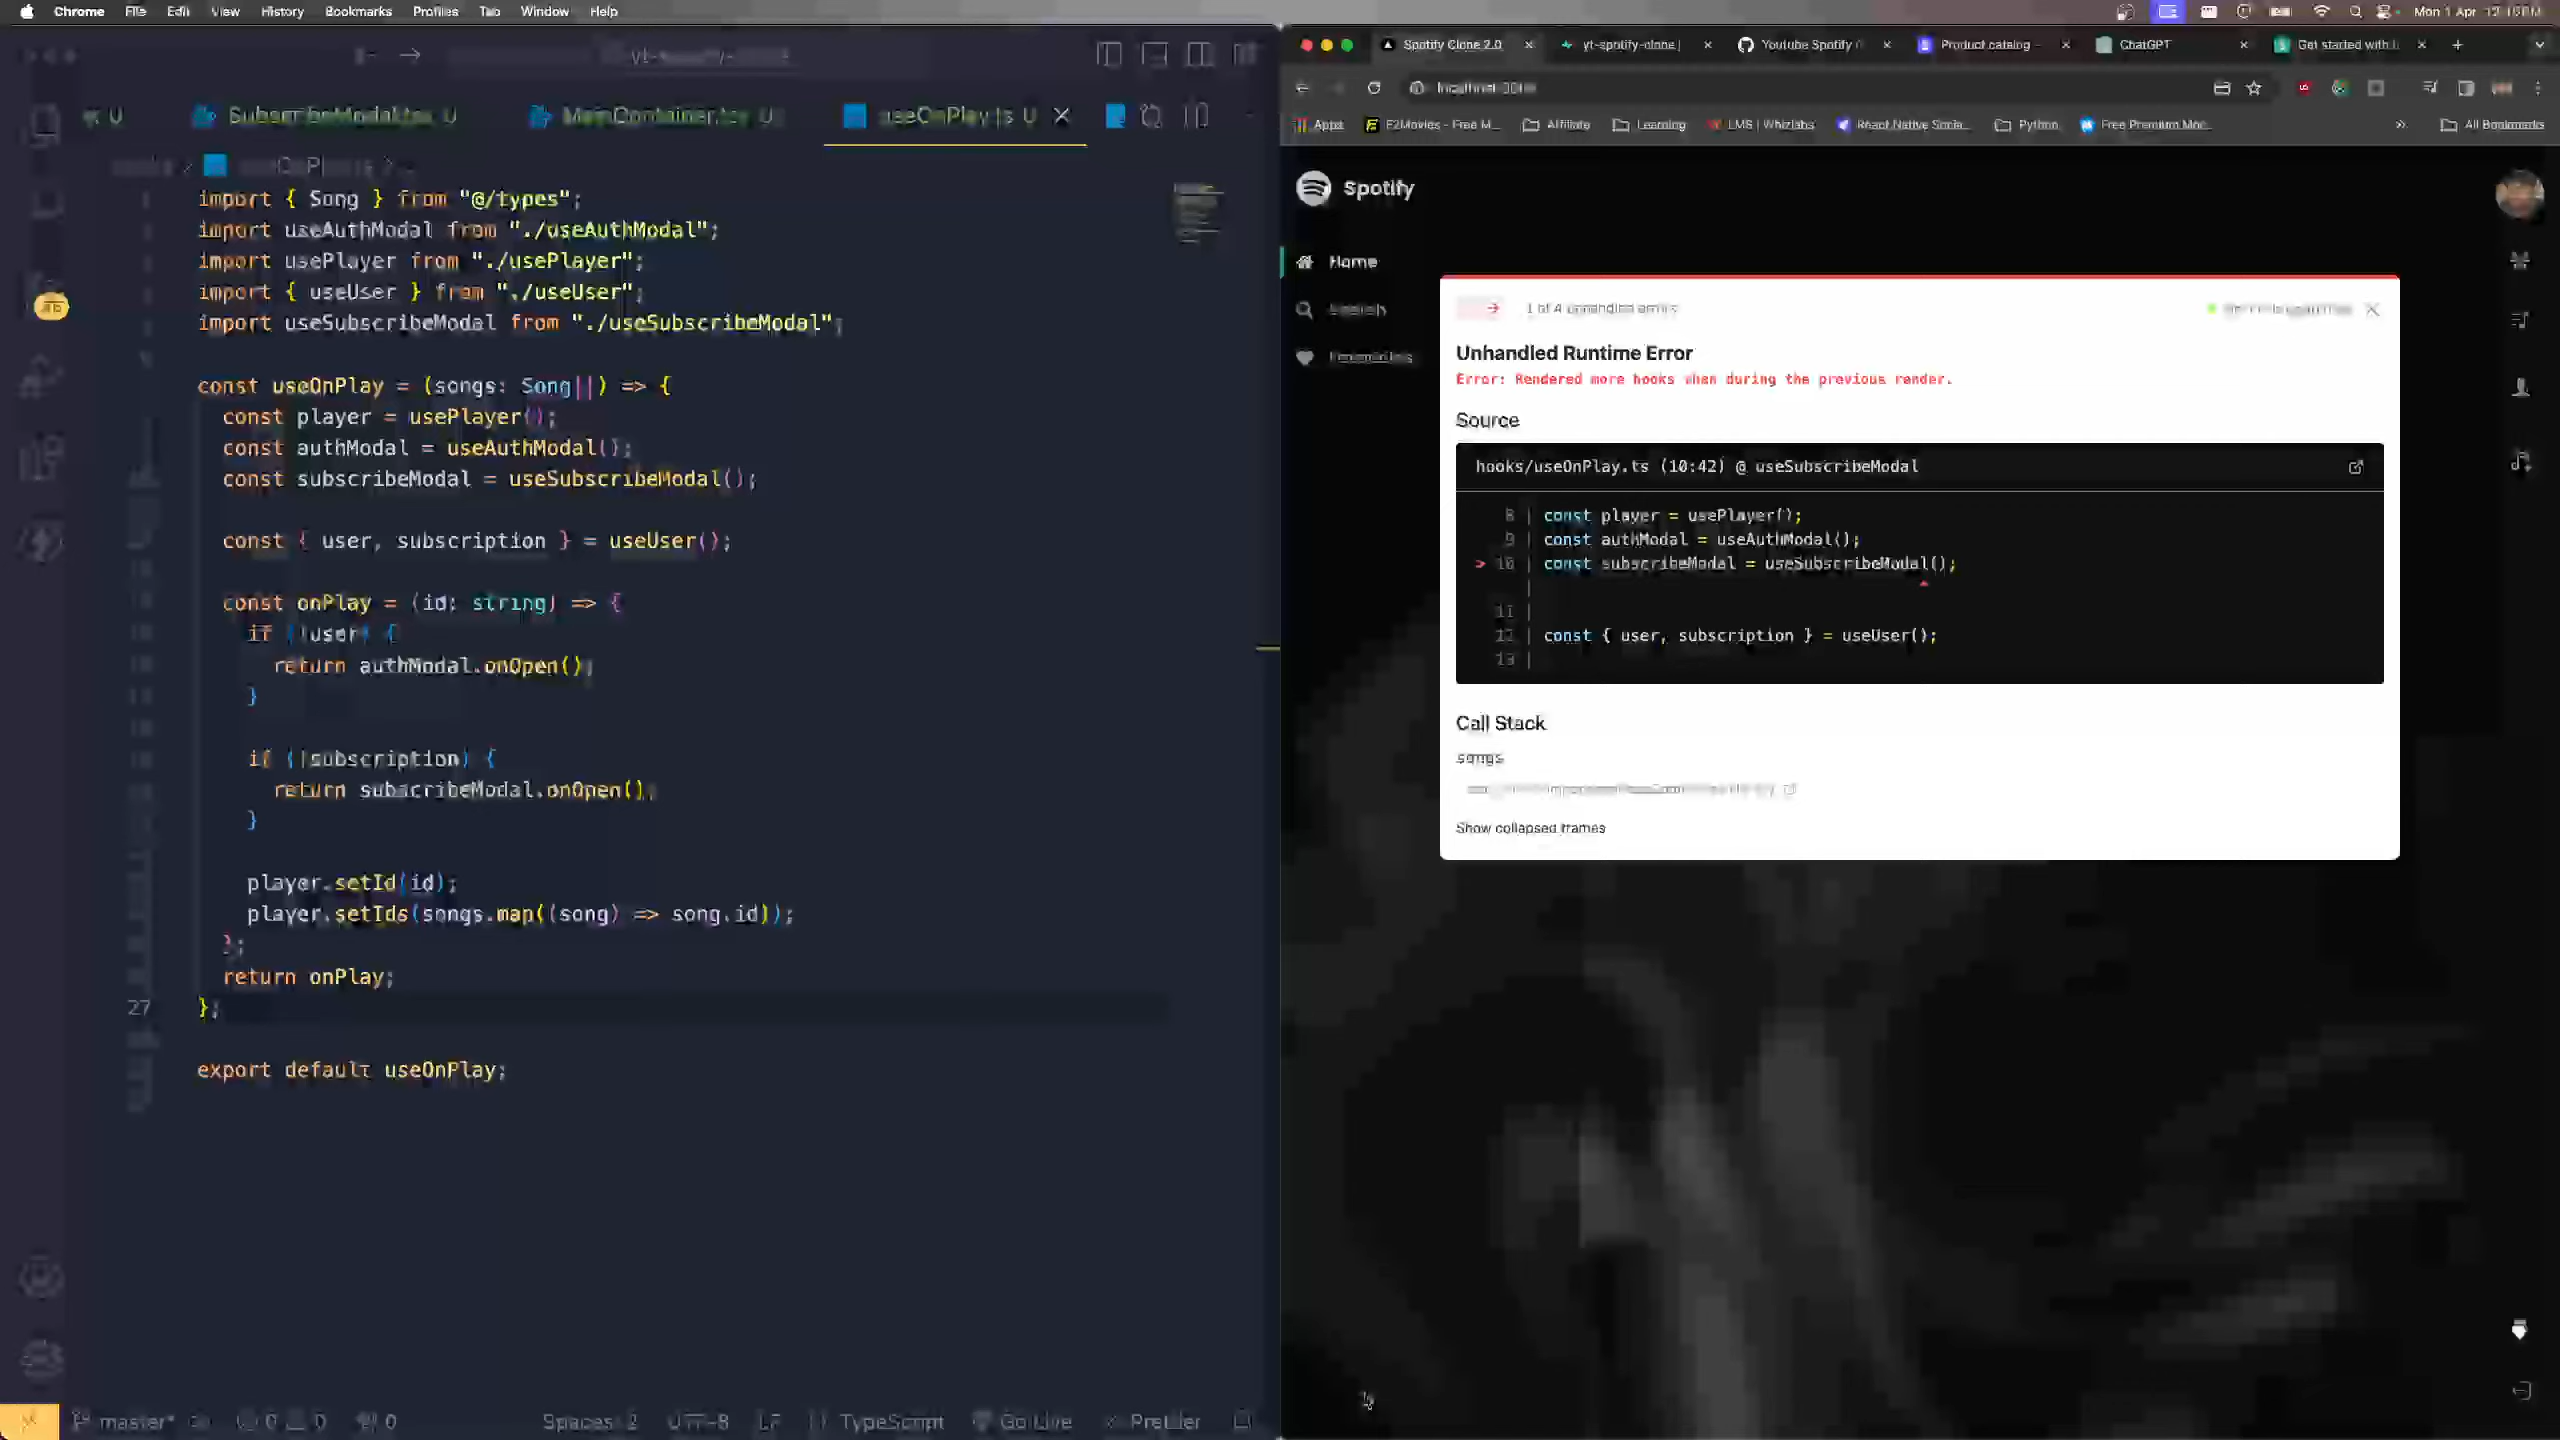 Chrome File Edit View History Bookmarks Profiles Tab Window Help
Mon 1 Apr
Spotify Clone 2.0
yt-spotify-clone |
Youtube Spotify
Product catalog -
ChatGPT
Get started with
SubscribeModal.tsx U
MainContainer.tsx U
useOnPlay.ts U
Apps
F2Movies - Free M...
Affiliate
Learning
LMS | Whizlabs
React Native Socia...
Python
Free Premium Moc...
All Bookmarks
import { Song } from "@/types";
import useAuthModal from "./useAuthModal";
import usePlayer from "./usePlayer";
import { useUser } from "./useUser";
import useSubscribeModal from "./useSubscribeModal";
const useOnPlay = (songs: Song[]) => {
const player = usePlayer();
const authModal = useAuthModal();
const subscribeModal = useSubscribeModal();
const { user, subscription } = useUser();
const onPlay = (id: string) => {
if (!user) {
return authModal.onOpen();
}
if (!subscription) {
return subscribeModal.onOpen();
}
player.setId(id);
player.setIds(songs.map((song) => song.id));
};
return onPlay;
27 };
export default useOnPlay;
master* 0 0 0 Spaces: 2 UTF-8 LF TypeScript Go Live Prettier
Spotify
Home
Search
1 of 4 unhandled errors
Unhandled Runtime Error
Error: Rendered more hooks than during the previous render.
Source
hooks/useOnPlay.ts (10:42) @ useSubscribeModal
8 | const player = usePlayer();
9 | const authModal = useAuthModal();
> 10 | const subscribeModal = useSubscribeModal();
|
11 |
12 | const { user, subscription } = useUser();
13 |
Call Stack
songs
Show collapsed frames